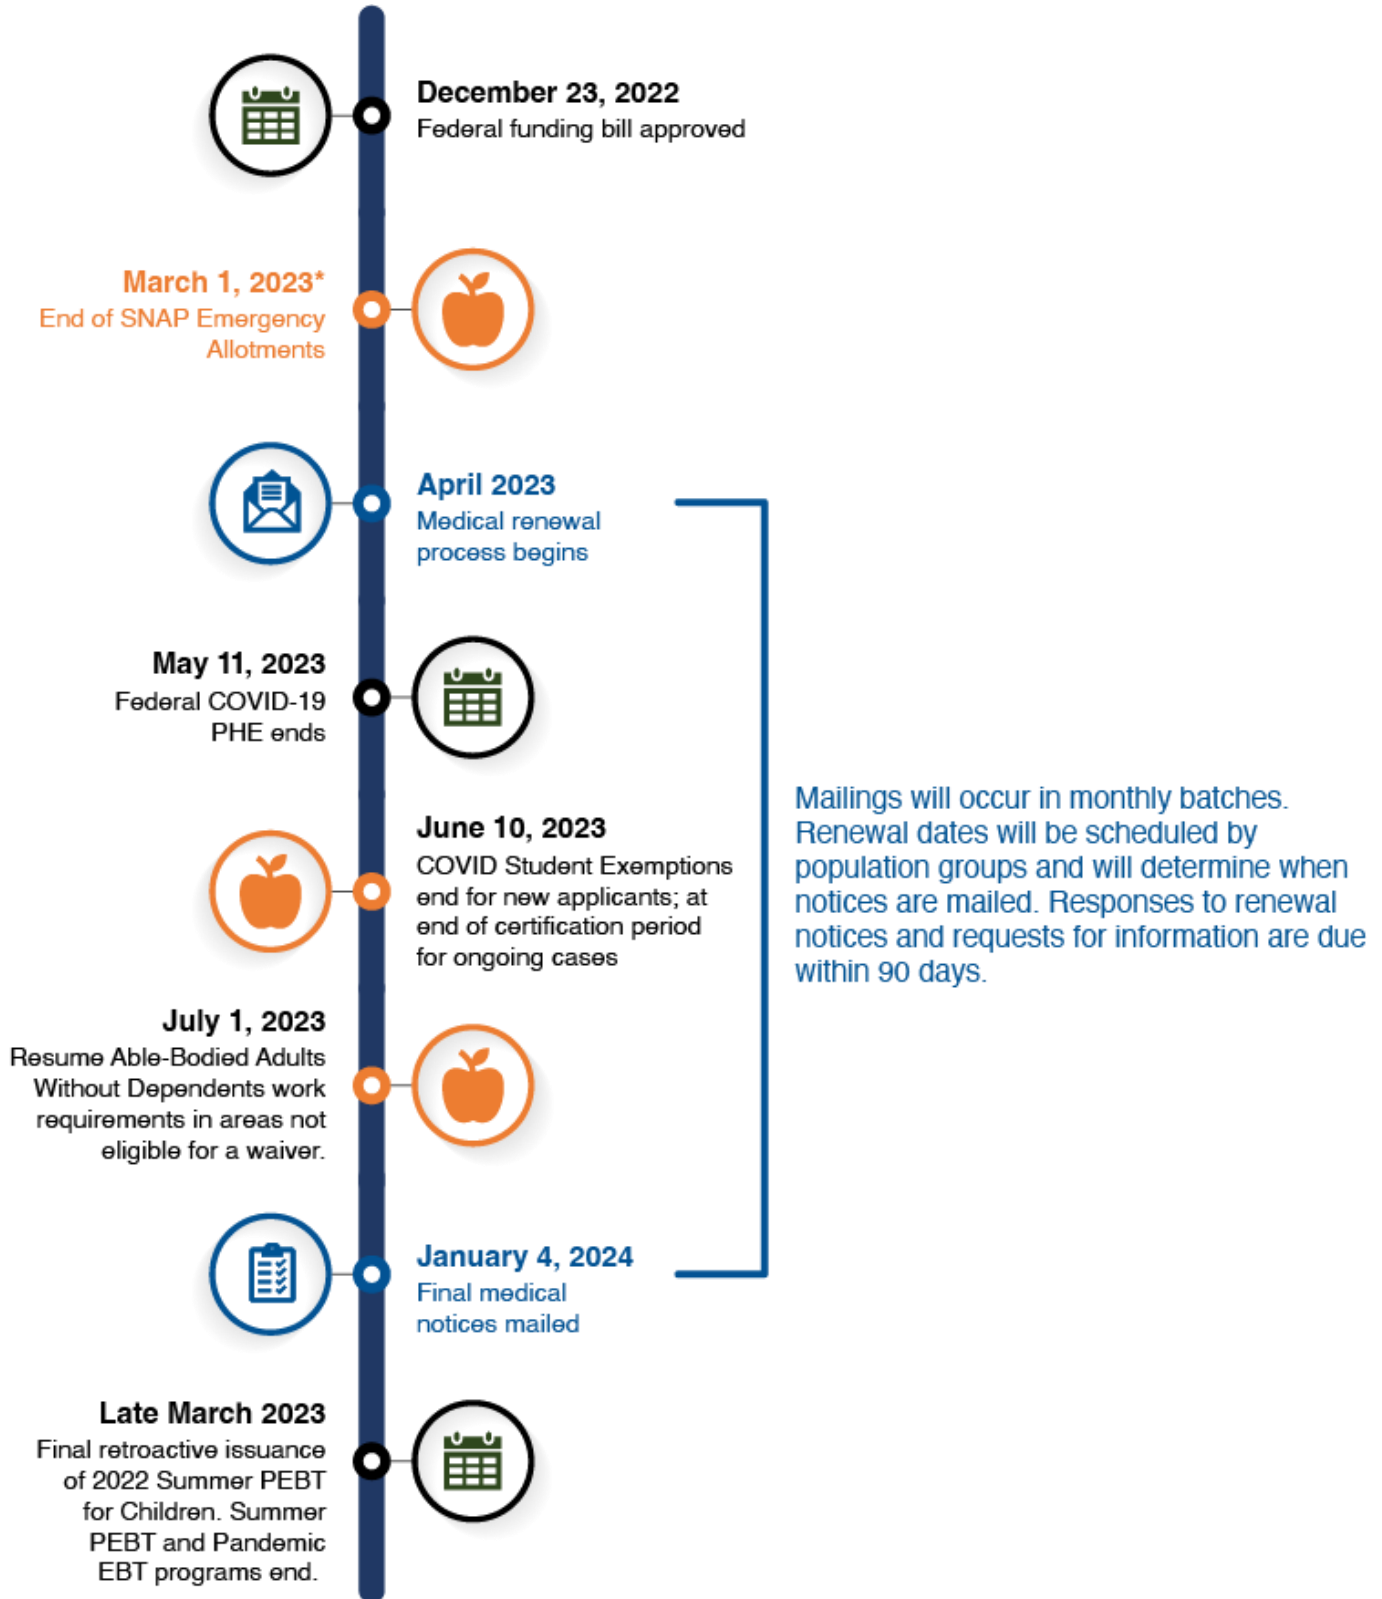 December 23, 2022
Federal funding bill approved
March 1, 2023*
End of SNAP Emergency
Allotments
April 2023
Medical renewal
process begins
May 11, 2023
Federal COVID-19
PHE ends
Mailings will occur in monthly batches.
Renewal dates will be scheduled by
population groups and will determine when
notices are mailed. Responses to renewal
notices and requests for information are due
within 90 days.
June 10, 2023
COVID Student Exemptions
end for new applicants; at
end of certification period
for ongoing cases
July 1, 2023
Resume Able-Bodied Adults
Without Dependents work
requirements in areas not
eligible for a waiver.
January 4, 2024
Final medical
notices mailed
Late March 2023
Final retroactive issuance
of 2022 Summer PEBT
for Children. Summer
PEBT and Pandemic
EBT programs end.